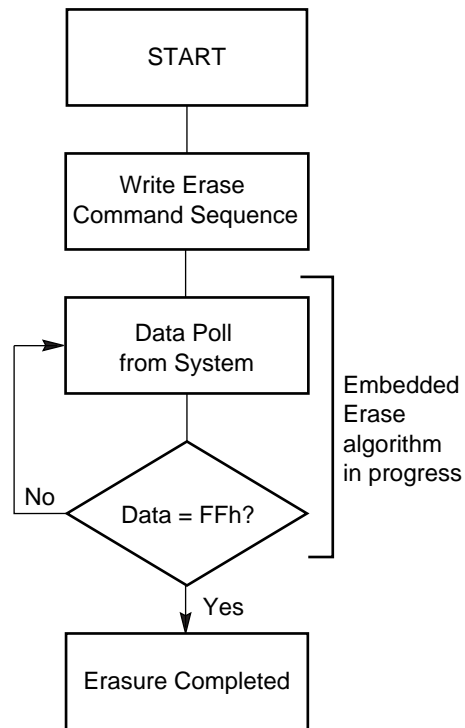 START
Write Erase
Command Sequence
Data Poll
from System
Embedded
Erase
algorithm
in progress
No
Data = FFh?
Yes
Erasure Completed